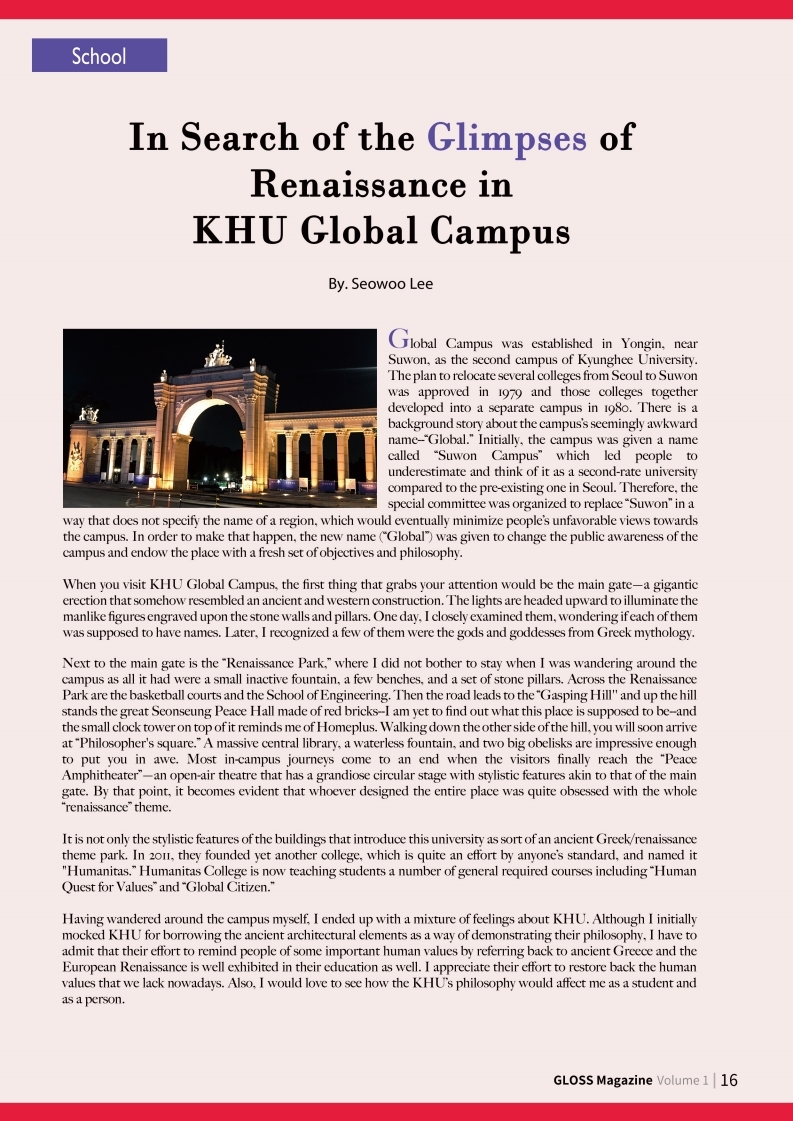 School
In Search of the Glimpses of
Renaissance in
KHU Global Campus
By. Seowoo Lee
Global Campus was established in Yongin, near
Suwon, as the second campus of Kyunghee University.
The plan to relocate several colleges from Seoul to Suwon
was approved in 1979 and those colleges together
developed into a separate campus in 1980. There is a
background story about the campus's seemingly awkward
name–“Global.” Initially, the campus was given a name
called “Suwon Campus” which led people to
underestimate and think of it as a second-rate university
compared to the pre-existing one in Seoul. Therefore, the
special committee was organized to replace “Suwon” in a
way that does not specify the name of a region, which would eventually minimize people's unfavorable views towards
the campus. In order to make that happen, the new name (“Global”) was given to change the public awareness of the
campus and endow the place with a fresh set of objectives and philosophy.
When you visit KHU Global Campus, the first thing that grabs your attention would be the main gate—a gigantic
erection that somehow resembled an ancient and western construction. The lights are headed upward to illuminate the
manlike figures engraved upon the stone walls and pillars. One day, I closely examined them, wondering if each of them
was supposed to have names. Later, I recognized a few of them were the gods and goddesses from Greek mythology.
Next to the main gate is the “Renaissance Park,” where I did not bother to stay when I was wandering around the
campus as all it had were a small inactive fountain, a few benches, and a set of stone pillars. Across the Renaissance
Park are the basketball courts and the School of Engineering. Then the road leads to the “Gasping Hill" and up the hill
stands the great Seonseung Peace Hall made of red bricks–I am yet to find out what this place is supposed to be–and
the small clock tower on top of it reminds me of Homeplus. Walking down the other side of the hill, you will soon arrive
at “Philosopher's square.” A massive central library, a waterless fountain, and two big obelisks are impressive enough
to put you in awe. Most in-campus journeys come to an end when the visitors finally reach the “Peace
Amphitheater”—an open-air theatre that has a grandiose circular stage with stylistic features akin to that of the main
gate. By that point, it becomes evident that whoever designed the entire place was quite obsessed with the whole
“renaissance” theme.
It is not only the stylistic features of the buildings that introduce this university as sort of an ancient Greek/renaissance
theme park. In 2011, they founded yet another college, which is quite an effort by anyone's standard, and named it
"Humanitas.” Humanitas College is now teaching students a number of general required courses including “Human
Quest for Values” and “Global Citizen.”
Having wandered around the campus myself, I ended up with a mixture of feelings about KHU. Although I initially
mocked KHU for borrowing the ancient architectural elements as a way of demonstrating their philosophy, I have to
admit that their effort to remind people of some important human values by referring back to ancient Greece and the
European Renaissance is well exhibited in their education as well. I appreciate their effort to restore back the human
values that we lack nowadays. Also, I would love to see how the KHU's philosophy would affect me as a student and
as a person.
GLOSS Magazine Volume 1 | 16